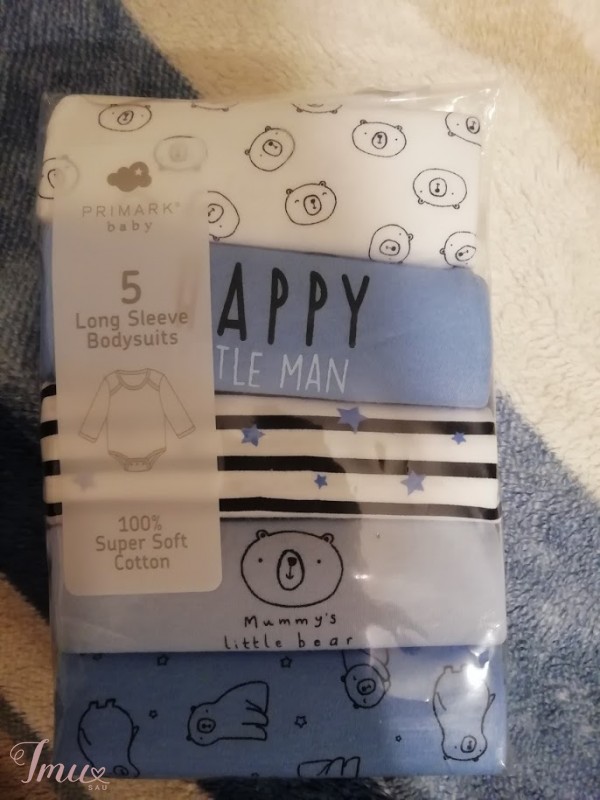 PRIMARK®
baby
5
Long Sleeve
Bodysuits
100%
Super Soft
Cotton
APPY
TLE MAN
Mummy's
little bear
Imu
SAU